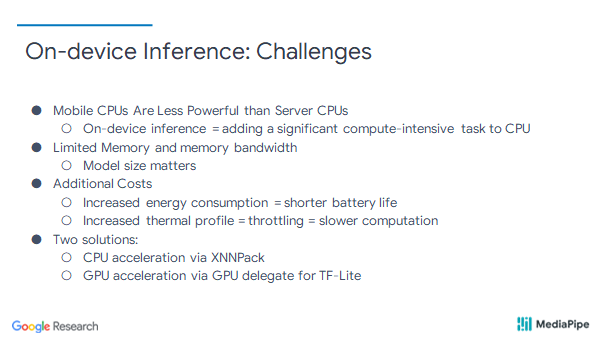 On-device Inference: Challenges
● Mobile CPUs Are Less Powerful than Server CPUs
○ On-device inference = adding a significant compute-intensive task to CPU
● Limited Memory and memory bandwidth
○ Model size matters
● Additional Costs
○ Increased energy consumption = shorter battery life
○ Increased thermal profile = throttling = slower computation
● Two solutions:
○ CPU acceleration via XNNPack
○ GPU acceleration via GPU delegate for TF-Lite
Google Research
MediaPipe